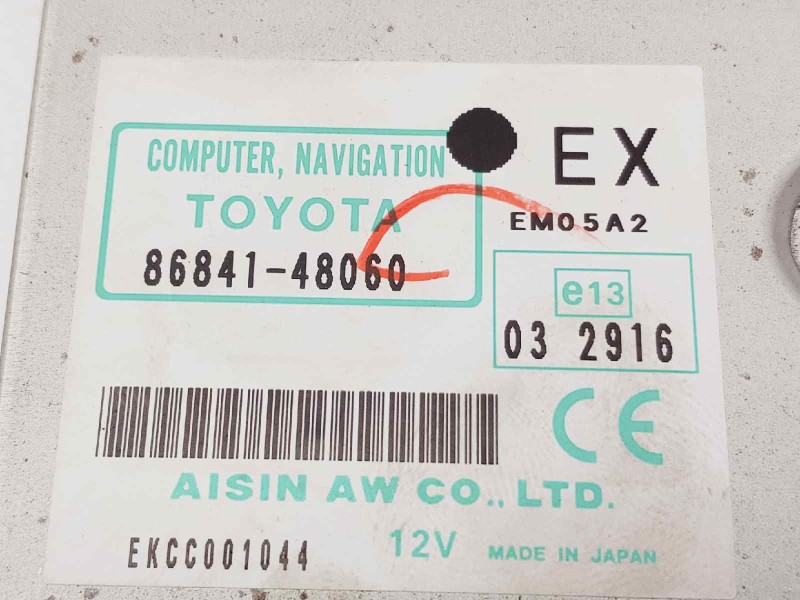 COMPUTER, NAVIGATION
TOYOTA
86841-48060
EX
EM05A2
e13
03 2916
CE
AISIN AW CO., LTD.
EKCC001044
12V
MADE IN JAPAN